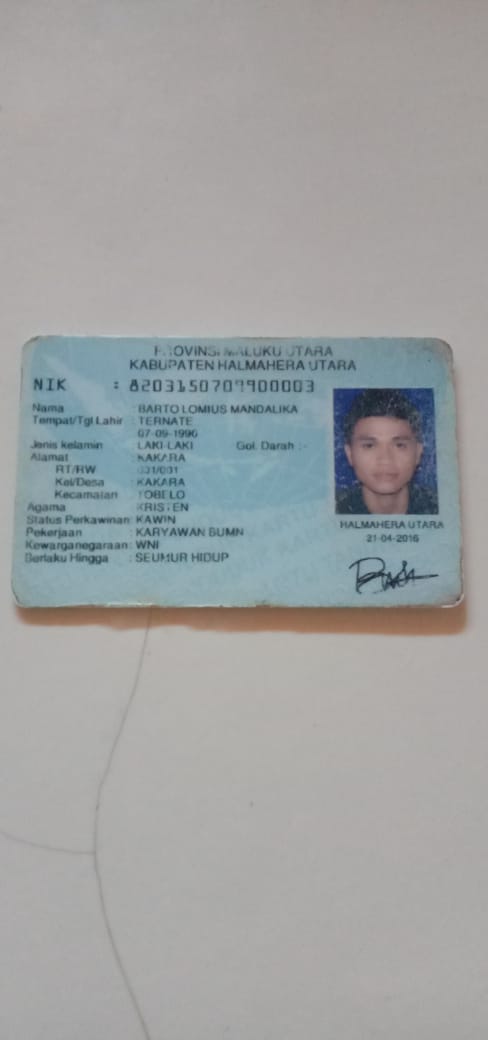 PROVINSI MALUKU UTARA
KABUPATEN HALMAHERA UTARA
NIK : 8203150709900003
Nama : BARTO LOMIUS MANDALIKA
Tempat/Tgl Lahir : TERNATE
07-09-1990
Jenis kelamin : LAKI-LAKI Gol. Darah : -
Alamat : KAKARA
RT/RW : 001/001
Kel/Desa : KAKARA
Kecamatan : TOBELO
Agama : KRISTEN
Status Perkawinan: KAWIN
Pekerjaan : KARYAWAN BUMN
Kewarganegaraan: WNI
Berlaku Hingga : SEUMUR HIDUP
HALMAHERA UTARA
21-04-2016